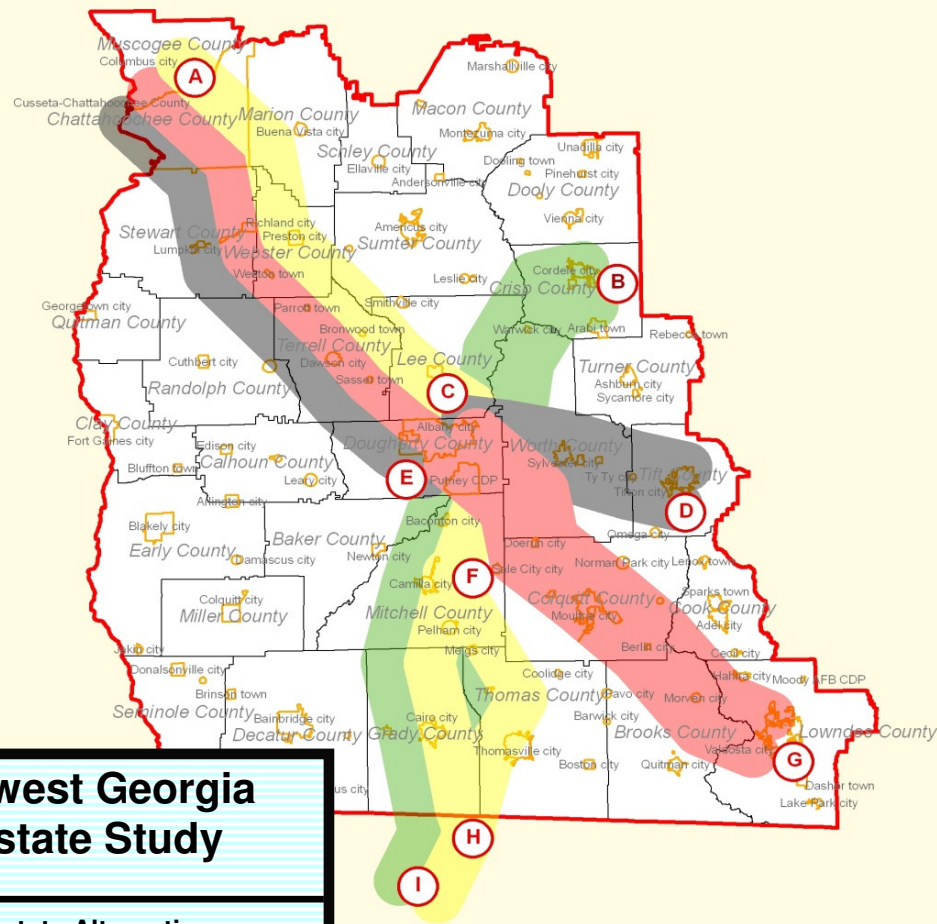 Muscogee County
Columbus city
A
Marshallville city
Cusseta-Chattahoochee County
Chattahoochee County
Marion County
Buena Vista city
Macon County
Montezuma city
Schley County
Ellaville city
Andersonville city
Unadilla city
Dooling town
Pinehurst city
Dooly County
Vienna city
Richland city
Preston city
Stewart County
Lumpkin city
Webster County
Weston town
Americus city
Sumter County
Leslie city
Cordele city
Crisp County
B
Georgetown city
Quitman County
Parrott town
Smithville city
Bronwood town
Warwick city
Arabi town
Rebecca town
Terrell County
Dawson city
Sasser town
Lee County
C
Cuthbert city
Randolph County
Turner County
Ashburn city
Sycamore city
Clay County
Fort Gaines city
Albany city
Dougherty County
Worth County
Sylvester city
Ty Ty city
Tift County
Tifton city
Edison city
Calhoun County
Bluffton town
Leary city
E
Putney CDP
D
Arlington city
Blakely city
Early County
Damascus city
Baker County
Newton city
Baconton city
Doerun city
Omega city
Sale City city
Norman Park city
Lenox town
F
Camilla city
Mitchell County
Pelham city
Meigs city
Colquitt city
Miller County
Colquitt County
Moultrie city
Sparks town
Cook County
Adel city
Cecil city
Berlin city
Jakin city
Donalsonville city
Brinson town
Seminole County
Bainbridge city
Decatur County
Grady County
Cairo city
Coolidge city
Thomas County
Pavo city
Barwick city
Thomasville city
Boston city
Morven city
Brooks County
Quitman city
Hahira city
Moody AFB CDP
Lowndes County
Valdosta city
G
Dasher town
Lake Park city
us city
west Georgia
state Study
H
I